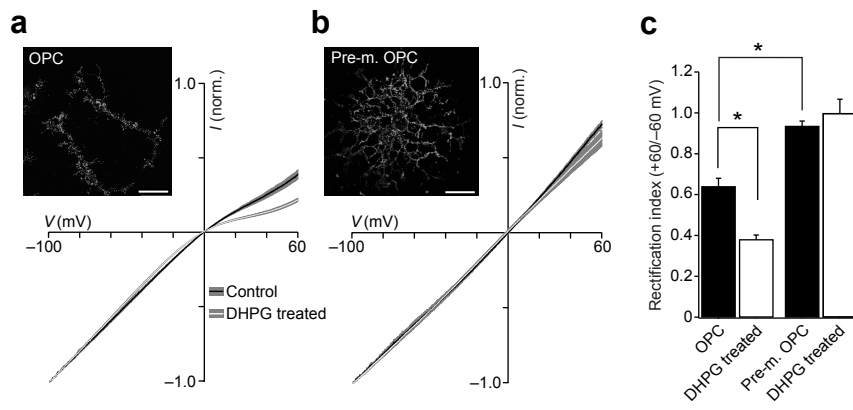 a
OPC
1.0
I (norm.)
V (mV)
–100
60
Control
DHPG treated
–1.0
b
Pre-m. OPC
1.0
I (norm.)
V (mV)
–100
60
–1.0
c
*
*
Rectification index (+60/–60 mV)
1.2
1.0
0.8
0.6
0.4
0.2
0
OPC
DHPG treated
Pre-m. OPC
DHPG treated